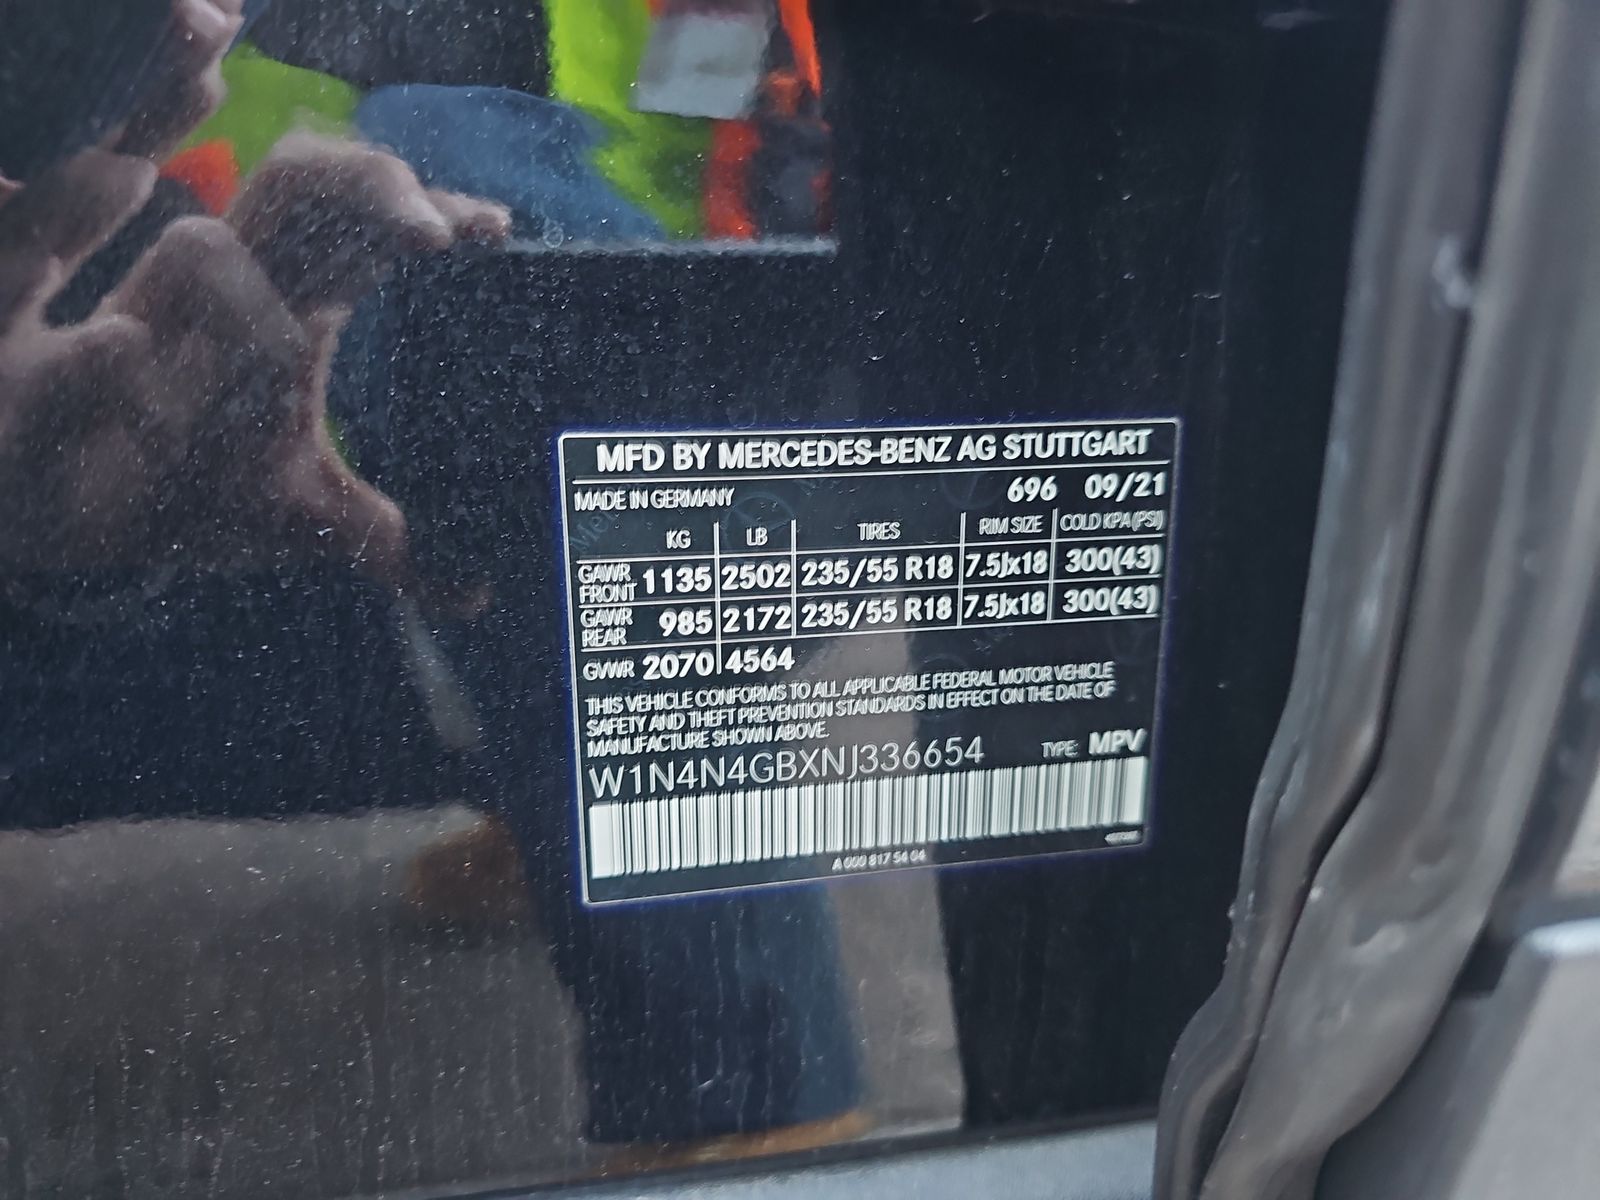 MFD BY MERCEDES-BENZ AG STUTTGART
MADE IN GERMANY 696 09/21
KG LB TIRES RIM SIZE COLD KPA(PSI)
GAWR FRONT 1135 2502 235/55 R18 7.5Jx18 300(43)
GAWR REAR 985 2172 235/55 R18 7.5Jx18 300(43)
GVWR 2070 4564
THIS VEHICLE CONFORMS TO ALL APPLICABLE FEDERAL MOTOR VEHICLE
SAFETY AND THEFT PREVENTION STANDARDS IN EFFECT ON THE DATE OF
MANUFACTURE SHOWN ABOVE.
W1N4N4GBXNJ336654 TYPE: MPV
A 000 817 54 04